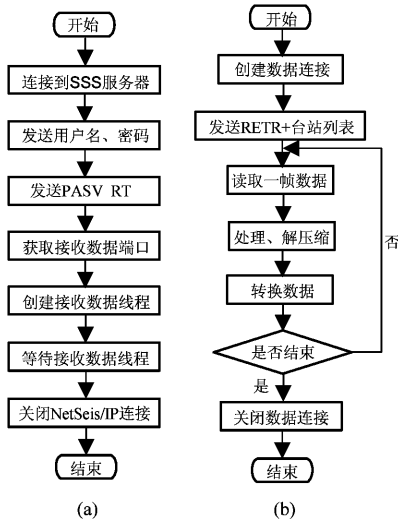 开始
连接到SSS服务器
发送用户名、密码
发送PASV RT
获取接收数据端口
创建接收数据线程
等待接收数据线程
关闭NetSeis/IP连接
结束
(a)
开始
创建数据连接
发送RETR+台站列表
读取一帧数据
处理、解压缩
转换数据
是否结束
否
是
关闭数据连接
结束
(b)